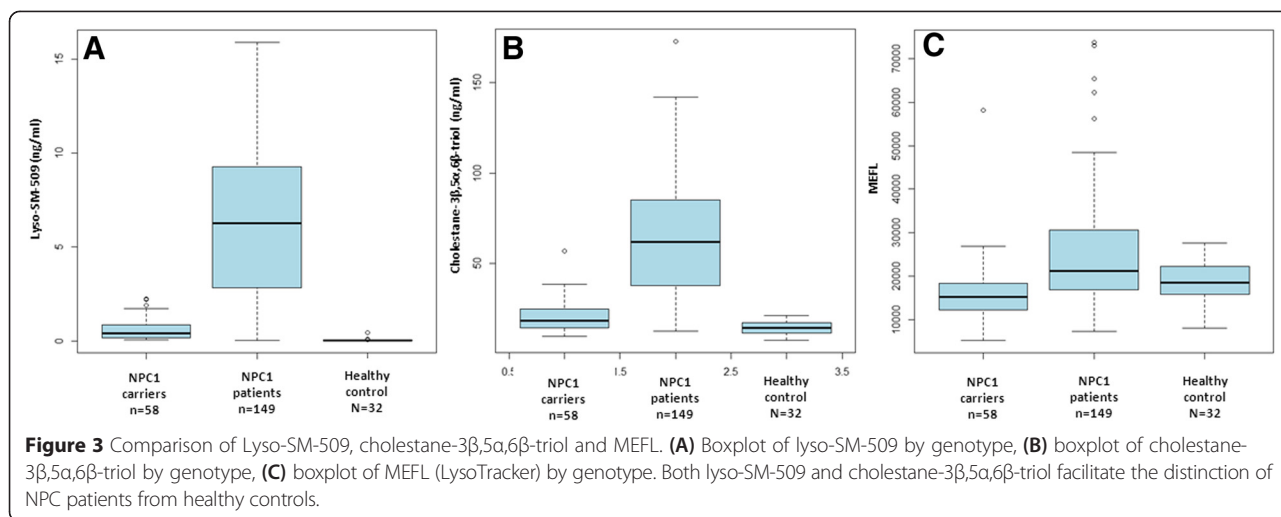 A
Lyso-SM-509 (ng/ml)
15
10
5
0
NPC1
carriers
n=58
NPC1
patients
n=149
Healthy
control
N=32
B
Cholestane-3β,5α,6β-triol (ng/ml)
150
100
50
0.5
1.5
2.5
3.5
NPC1
carriers
n=58
NPC1
patients
n=149
Healthy
control
N=32
C
MEFL
70000
60000
50000
40000
30000
20000
10000
NPC1
carriers
n=58
NPC1
patients
n=149
Healthy
control
N=32
Figure 3 Comparison of Lyso-SM-509, cholestane-3β,5α,6β-triol and MEFL. (A) Boxplot of lyso-SM-509 by genotype, (B) boxplot of cholestane-
3β,5α,6β-triol by genotype, (C) boxplot of MEFL (LysoTracker) by genotype. Both lyso-SM-509 and cholestane-3β,5α,6β-triol facilitate the distinction of
NPC patients from healthy controls.